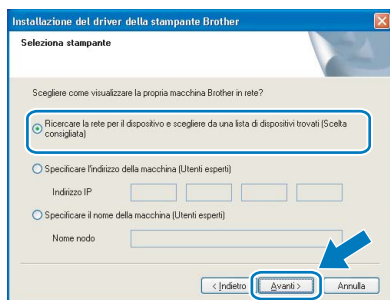 Installazione del driver della stampante Brother
Seleziona stampante
Scegliere come visualizzare la propria macchina Brother in rete?
Ricercare la rete per il dispositivo e scegliere da una lista di dispositivi trovati (Scelta
consigliata)
Specificare l'indirizzo della macchina (Utenti esperti)
Indirizzo IP
Specificare il nome della macchina (Utenti esperti)
Nome nodo
< Indietro Avanti > Annulla